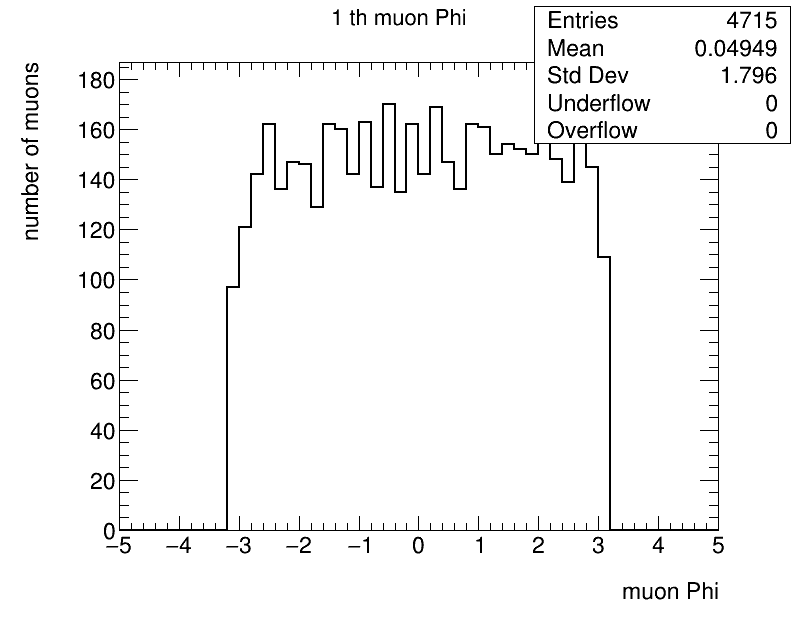 1 th muon Phi
Entries 4715
Mean 0.04949
Std Dev 1.796
Underflow 0
Overflow 0
number of muons
180
160
140
120
100
80
60
40
20
0
−5 −4 −3 −2 −1 0 1 2 3 4 5
muon Phi